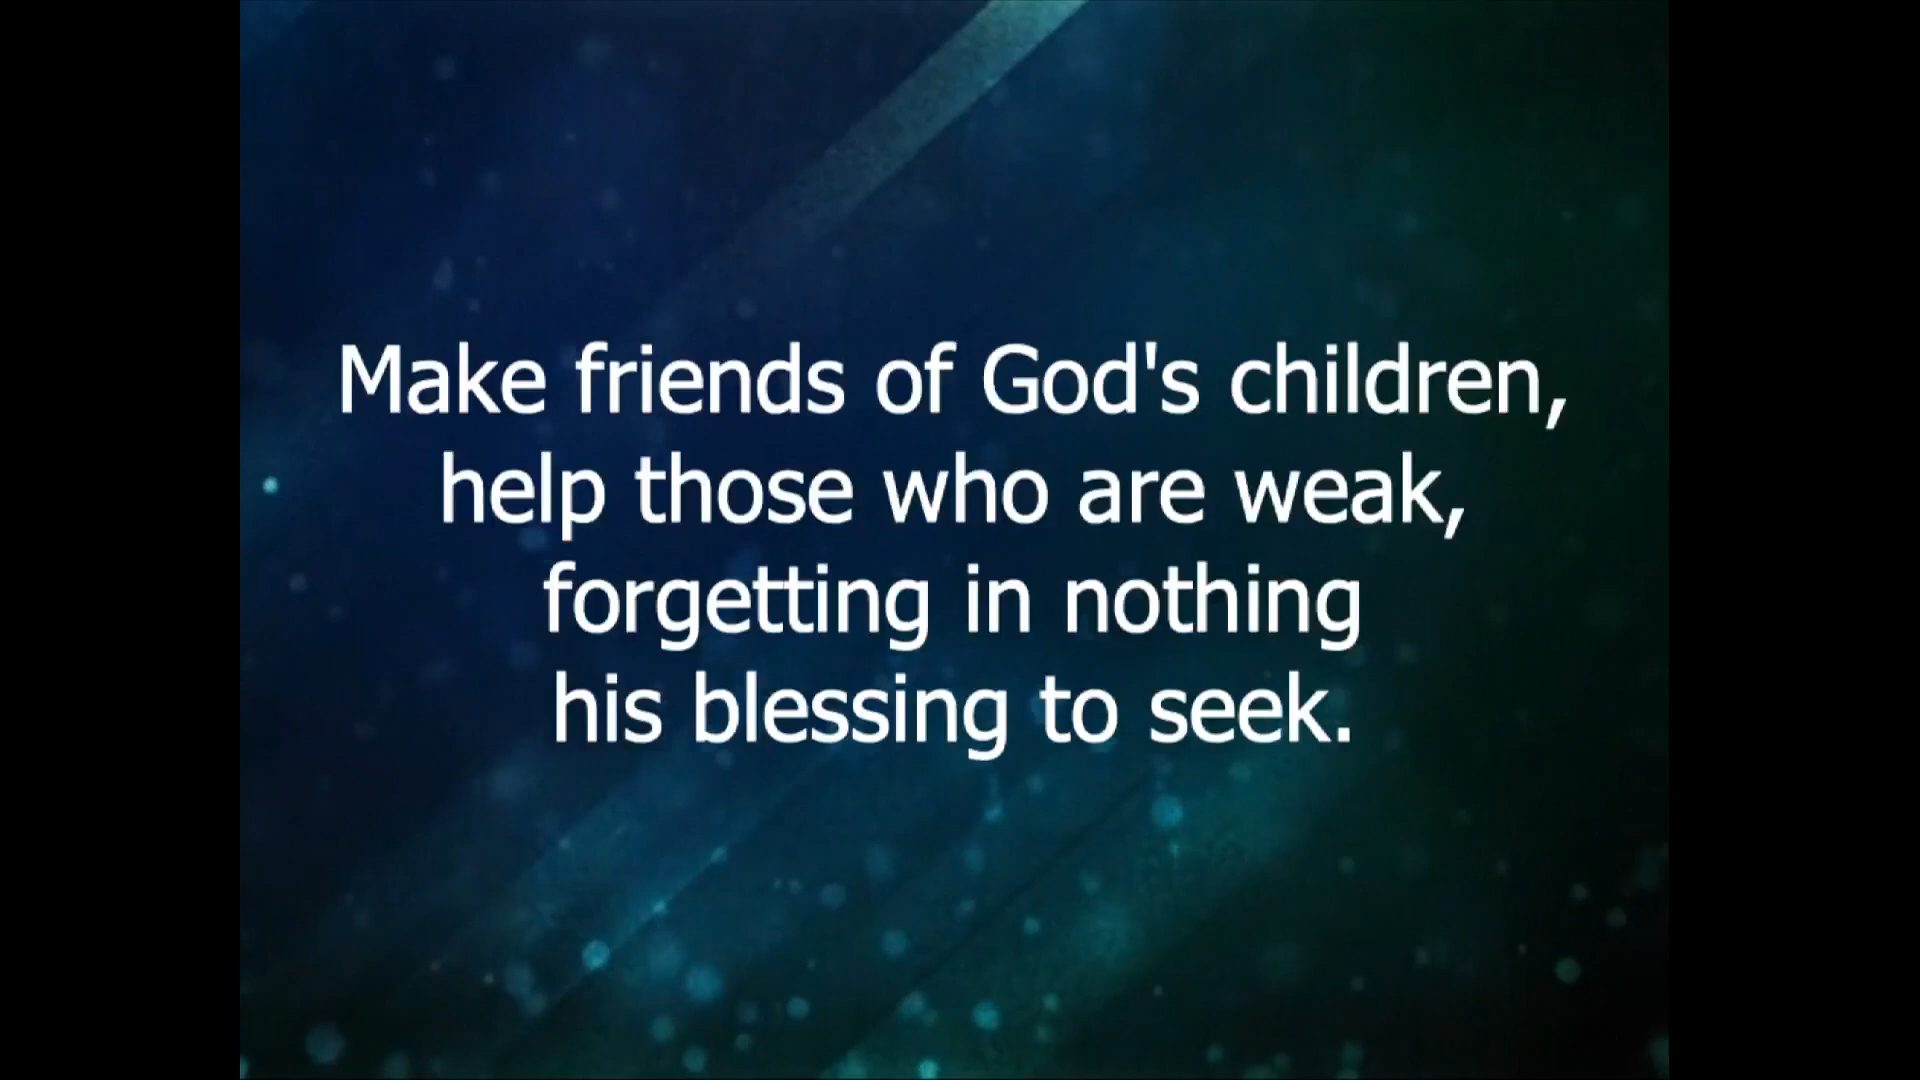 Make friends of God's children,
help those who are weak,
forgetting in nothing
his blessing to seek.